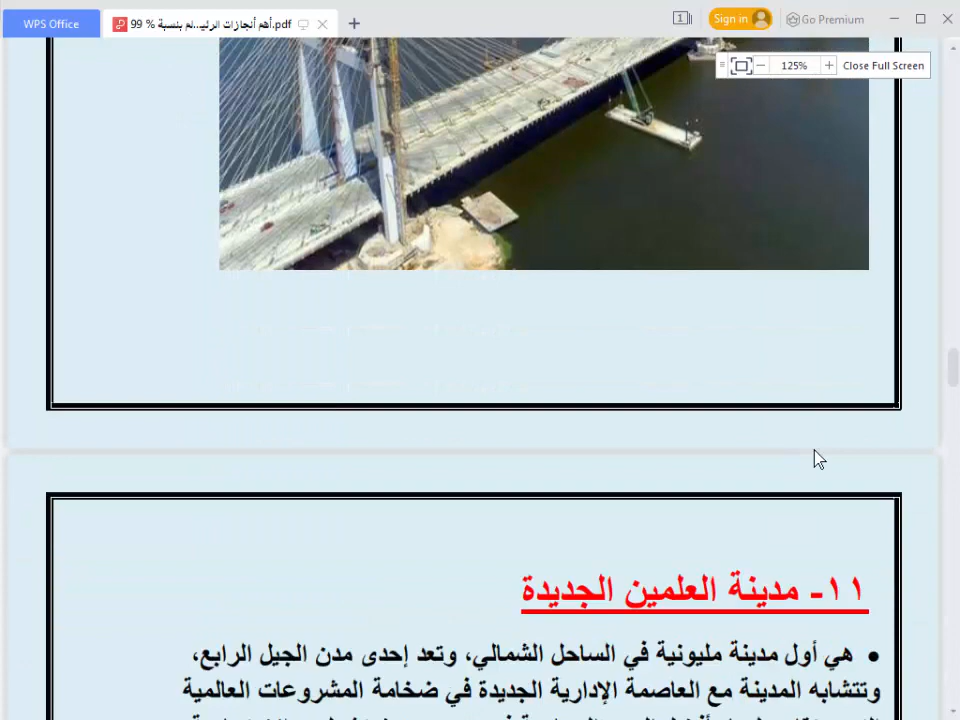 WPS Office
أهم أنجازات الرئيـ...لم بنسبة % 99.pdf
1
Sign in
Go Premium
125%
Close Full Screen
١١- مدينة العلمين الجديدة
● هي أول مدينة مليونية في الساحل الشمالي، وتعد إحدى مدن الجيل الرابع،
وتتشابه المدينة مع العاصمة الإدارية الجديدة في ضخامة المشروعات العالمية